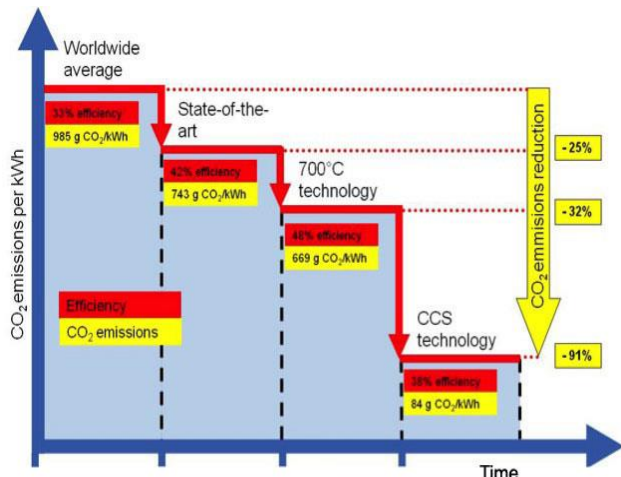 Worldwide
average
33% efficiency
985 g CO₂/kWh
State-of-the-
art
42% efficiency
743 g CO₂/kWh
700°C
technology
48% efficiency
669 g CO₂/kWh
CCS
technology
84 g CO₂/kWh
Efficiency
CO₂ emissions
- 25%
- 32%
- 91%
CO₂ emmisions reduction
CO₂ emissions per kWh
Time